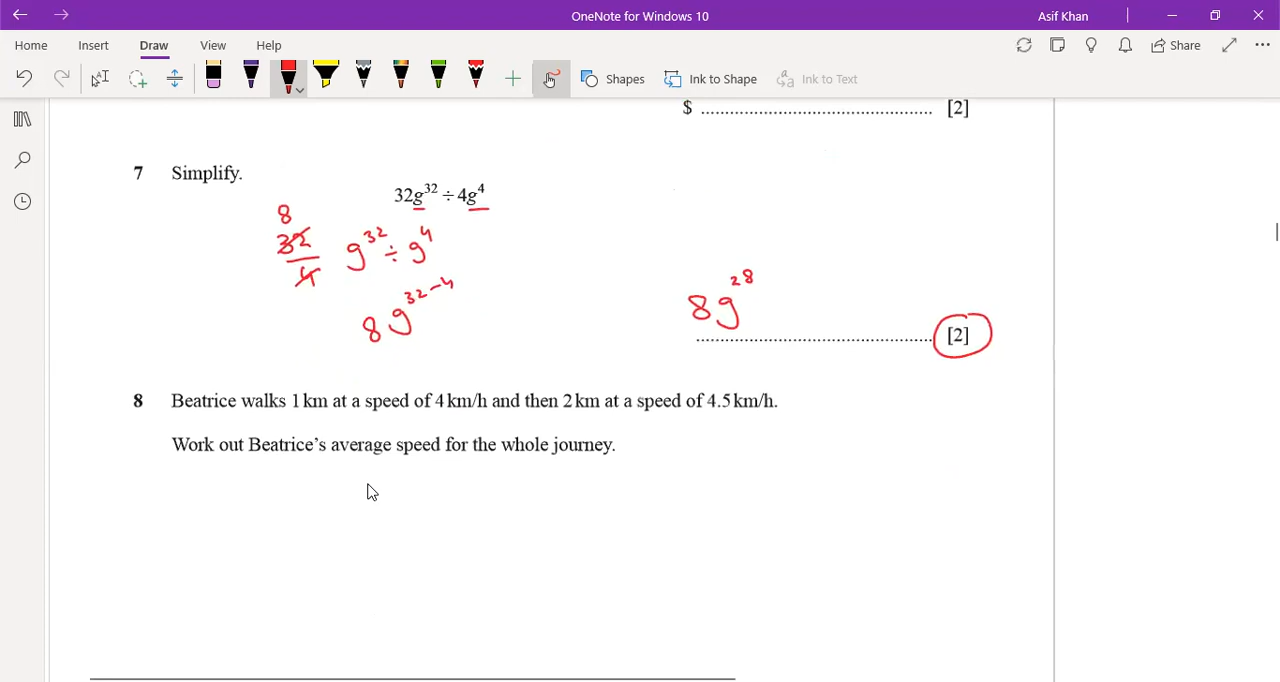 OneNote for Windows 10
Asif Khan
Home Insert Draw View Help
Share
Shapes Ink to Shape Ink to Text
$ ................................................ [2]
7 Simplify.
32g³² ÷ 4g⁴
8
32 g³² ÷ g⁴
4
8 g³²⁻⁴
8g²⁸
................................................ [2]
8 Beatrice walks 1 km at a speed of 4 km/h and then 2 km at a speed of 4.5 km/h.
Work out Beatrice's average speed for the whole journey.